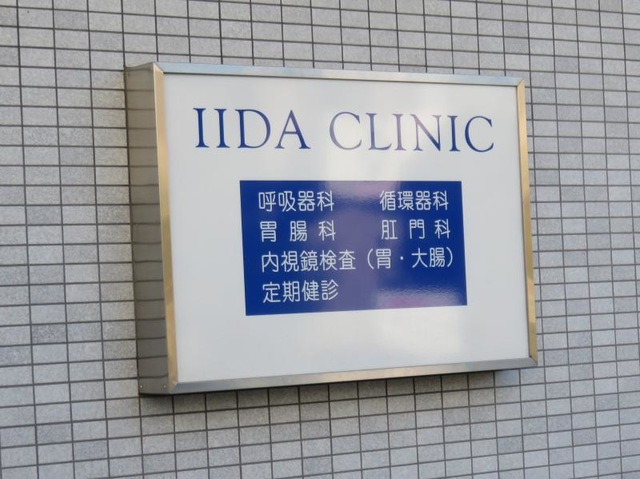 IIDA CLINIC
呼吸器科　循環器科
胃腸科　肛門科
内視鏡検査(胃・大腸)
定期健診